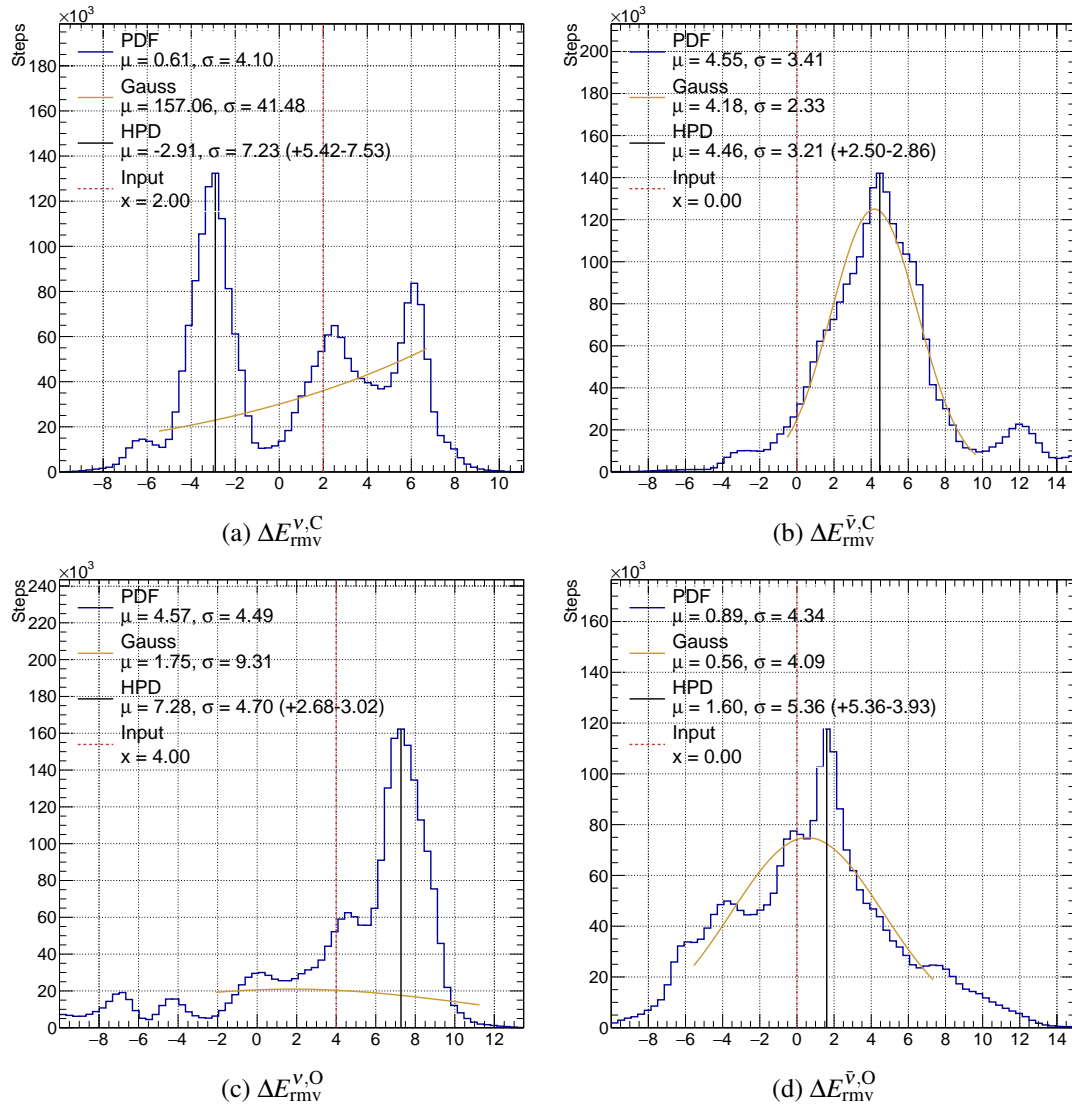 ×10³
Steps
PDF
μ = 0.61, σ = 4.10
Gauss
μ = 157.06, σ = 41.48
HPD
μ = -2.91, σ = 7.23 (+5.42-7.53)
Input
x = 2.00
180
160
140
120
100
80
60
40
20
0
−8 −6 −4 −2 0 2 4 6 8 10
(a) ΔE^{ν,C}_{rmv}
×10³
Steps
PDF
μ = 4.55, σ = 3.41
Gauss
μ = 4.18, σ = 2.33
HPD
μ = 4.46, σ = 3.21 (+2.50-2.86)
Input
x = 0.00
200
180
160
140
120
100
80
60
40
20
0
−8 −6 −4 −2 0 2 4 6 8 10 12 14
(b) ΔE^{ν̄,C}_{rmv}
×10³
Steps
PDF
μ = 4.57, σ = 4.49
Gauss
μ = 1.75, σ = 9.31
HPD
μ = 7.28, σ = 4.70 (+2.68-3.02)
Input
x = 4.00
240
220
200
180
160
140
120
100
80
60
40
20
0
−8 −6 −4 −2 0 2 4 6 8 10 12
(c) ΔE^{ν,O}_{rmv}
×10³
Steps
PDF
μ = 0.89, σ = 4.34
Gauss
μ = 0.56, σ = 4.09
HPD
μ = 1.60, σ = 5.36 (+5.36-3.93)
Input
x = 0.00
160
140
120
100
80
60
40
20
0
−8 −6 −4 −2 0 2 4 6 8 10 12 14
(d) ΔE^{ν̄,O}_{rmv}